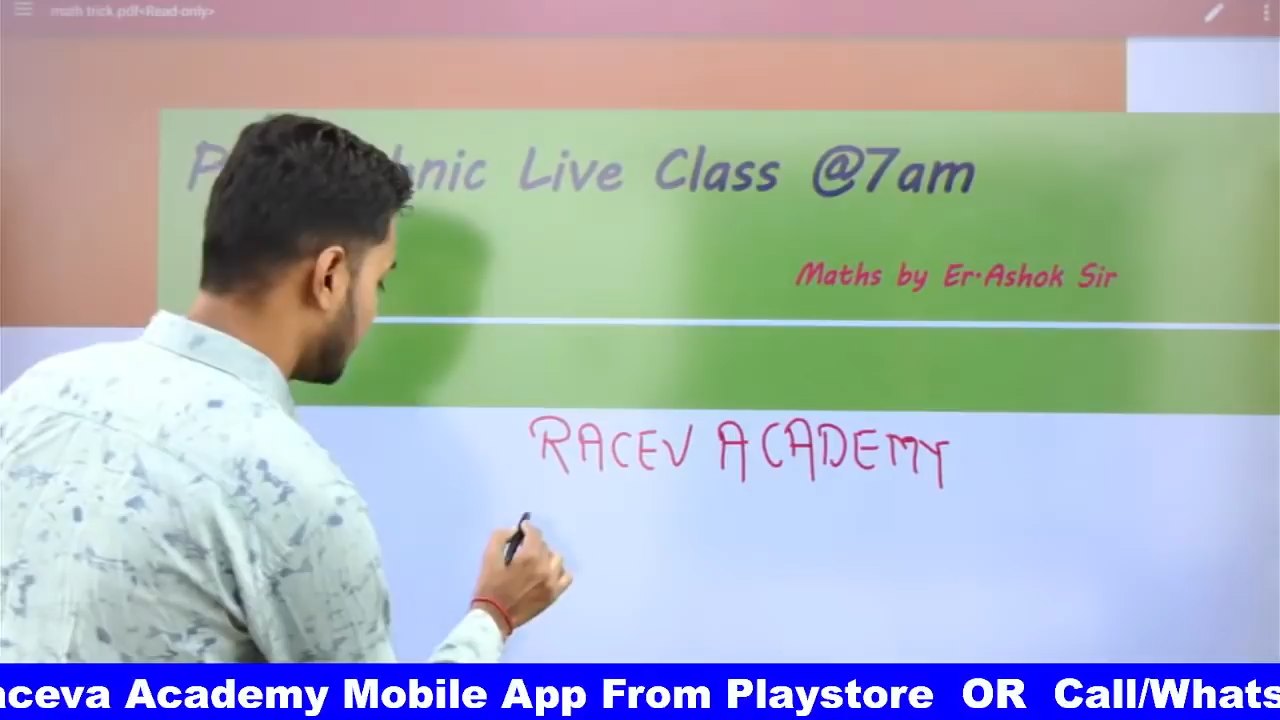 math trick.pdf<Read-only>
hnic Live Class @7am
Maths by Er.Ashok Sir
RACEV ACADEMY
aceva Academy Mobile App From Playstore OR Call/Whats